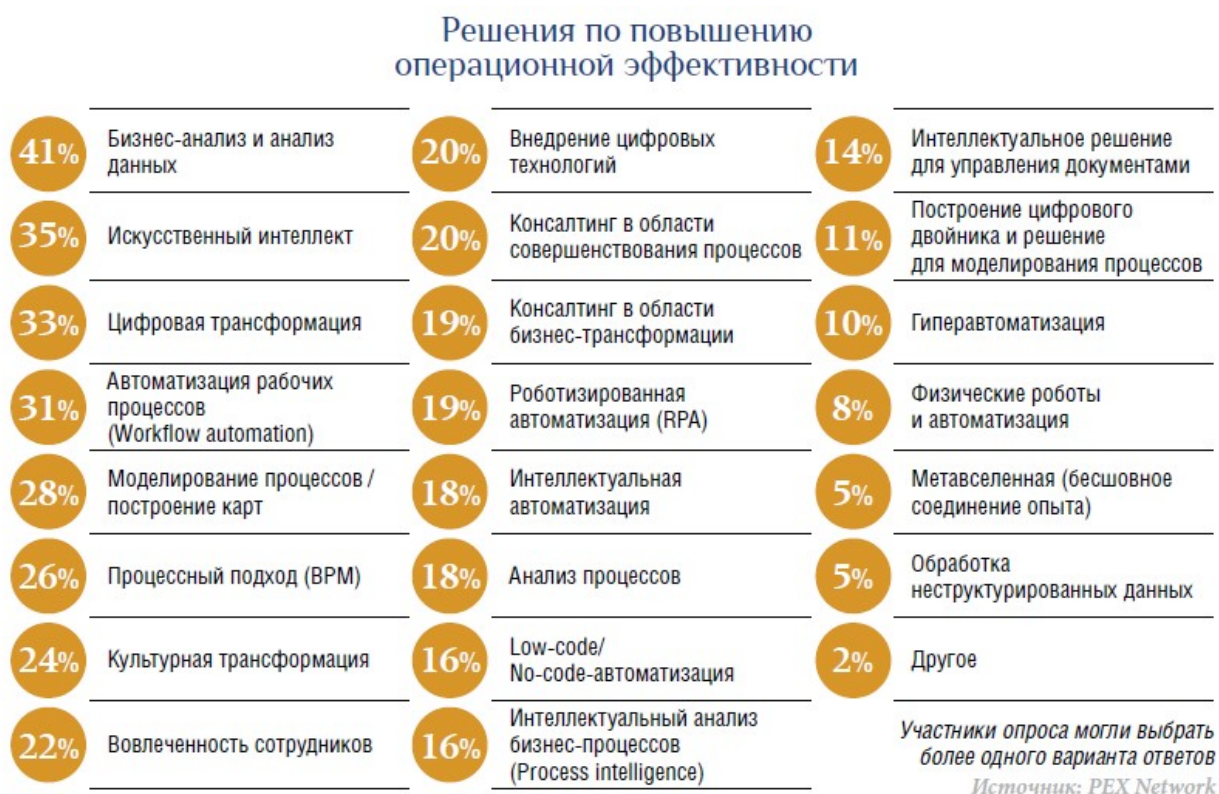 Решения по повышению
операционной эффективности
41%
Бизнес-анализ и анализ
данных
35%
Искусственный интеллект
33%
Цифровая трансформация
31%
Автоматизация рабочих
процессов
(Workflow automation)
28%
Моделирование процессов /
построение карт
26%
Процессный подход (BPM)
24%
Культурная трансформация
22%
Вовлеченность сотрудников
20%
Внедрение цифровых
технологий
20%
Консалтинг в области
совершенствования процессов
19%
Консалтинг в области
бизнес-трансформации
19%
Роботизированная
автоматизация (RPA)
18%
Интеллектуальная
автоматизация
18%
Анализ процессов
16%
Low-code/
No-code-автоматизация
16%
Интеллектуальный анализ
бизнес-процессов
(Process intelligence)
14%
Интеллектуальное решение
для управления документами
11%
Построение цифрового
двойника и решение
для моделирования процессов
10%
Гиперавтоматизация
8%
Физические роботы
и автоматизация
5%
Метавселенная (бесшовное
соединение опыта)
5%
Обработка
неструктурированных данных
2%
Другое
Участники опроса могли выбрать
более одного варианта ответов
Источник: PEX Network